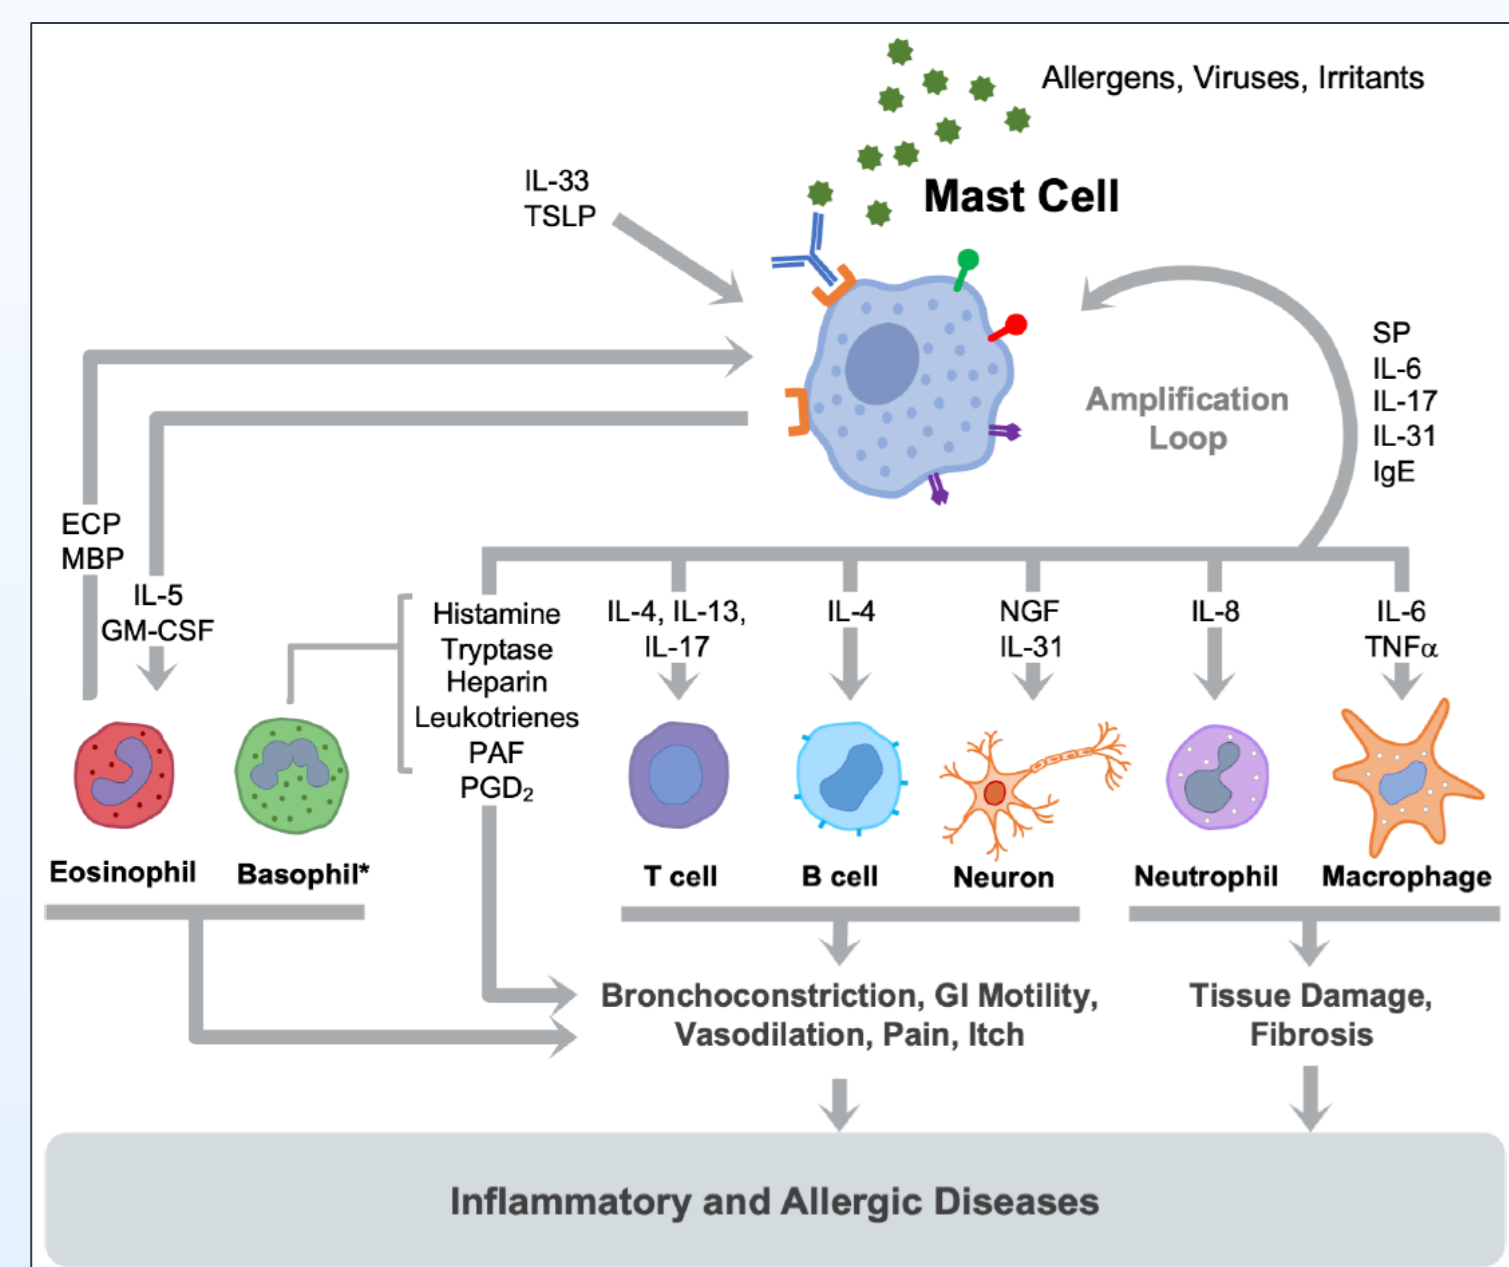 Allergens, Viruses, Irritants
IL-33
TSLP
Mast Cell
SP
IL-6
IL-17
IL-31
IgE
Amplification
Loop
ECP
MBP
IL-5
GM-CSF
Histamine
Tryptase
Heparin
Leukotrienes
PAF
PGD₂
IL-4, IL-13,
IL-17
IL-4
NGF
IL-31
IL-8
IL-6
TNFα
Eosinophil
Basophil*
T cell
B cell
Neuron
Neutrophil
Macrophage
Bronchoconstriction, GI Motility,
Vasodilation, Pain, Itch
Tissue Damage,
Fibrosis
Inflammatory and Allergic Diseases